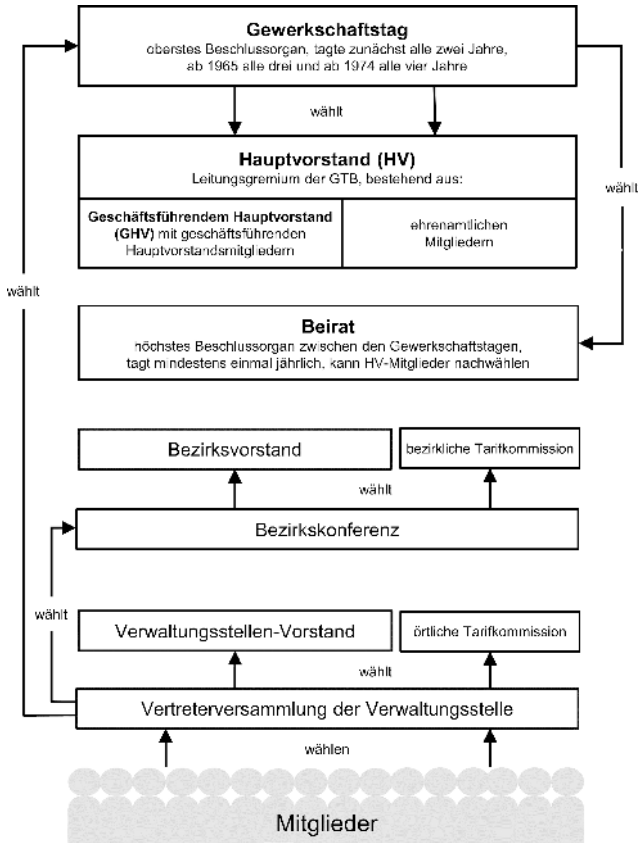 Gewerkschaftstag
oberstes Beschlussorgan, tagte zunächst alle zwei Jahre,
ab 1965 alle drei und ab 1974 alle vier Jahre
wählt
Hauptvorstand (HV)
Leitungsgremium der GTB, bestehend aus:
wählt
Geschäftsführendem Hauptvorstand
(GHV) mit geschäftsführenden
Hauptvorstandsmitgliedern
ehrenamtlichen
Mitgliedern
wählt
Beirat
höchstes Beschlussorgan zwischen den Gewerkschaftstagen,
tagt mindestens einmal jährlich, kann HV-Mitglieder nachwählen
Bezirksvorstand
bezirkliche Tarifkommission
wählt
Bezirkskonferenz
wählt
Verwaltungsstellen-Vorstand
örtliche Tarifkommission
wählt
Vertreterversammlung der Verwaltungsstelle
wählen
Mitglieder